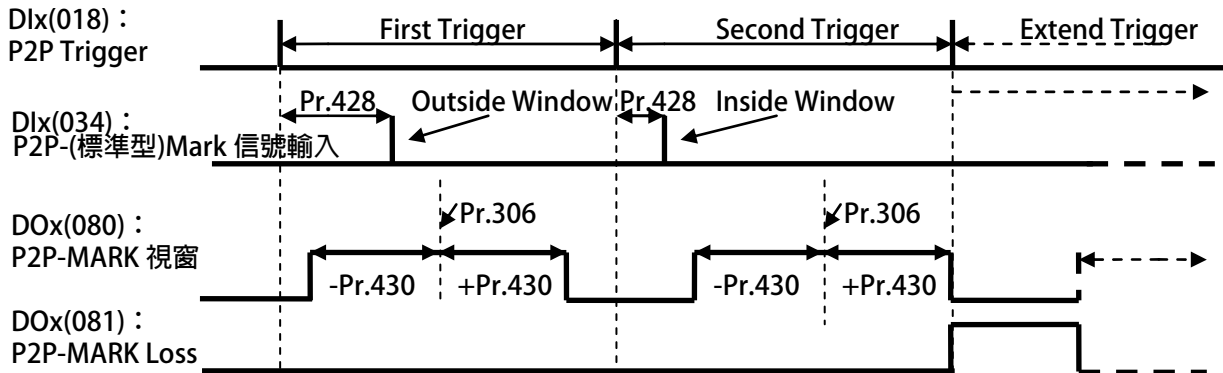 DIx(018)：
P2P Trigger
First Trigger
Second Trigger
Extend Trigger
DIx(034)：
P2P-(標準型)Mark 信號輸入
Pr.428
Outside Window
Pr.428
Inside Window
DOx(080)：
P2P-MARK 視窗
Pr.306
-Pr.430
+Pr.430
Pr.306
-Pr.430
+Pr.430
DOx(081)：
P2P-MARK Loss